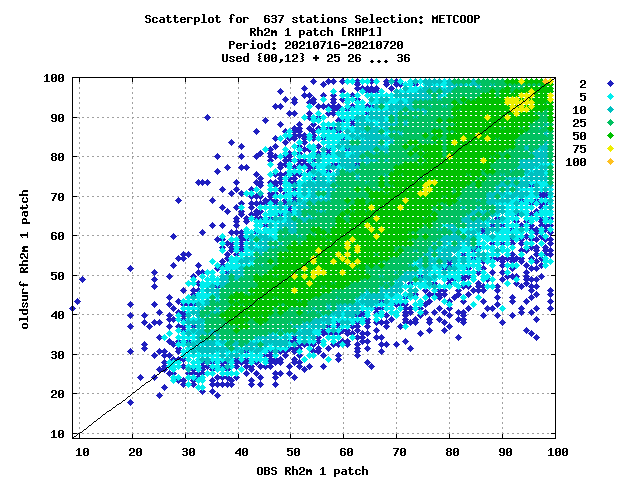 Scatterplot for  637 stations Selection: METCOOP
Rh2m 1 patch [RHP1]
Period: 20210716-20210720
Used {00,12} + 25 26 ... 36
100
90
80
70
60
50
40
30
20
10
oldsurf Rh2m 1 patch
10 20 30 40 50 60 70 80 90 100
OBS Rh2m 1 patch
2
5
10
25
50
75
100